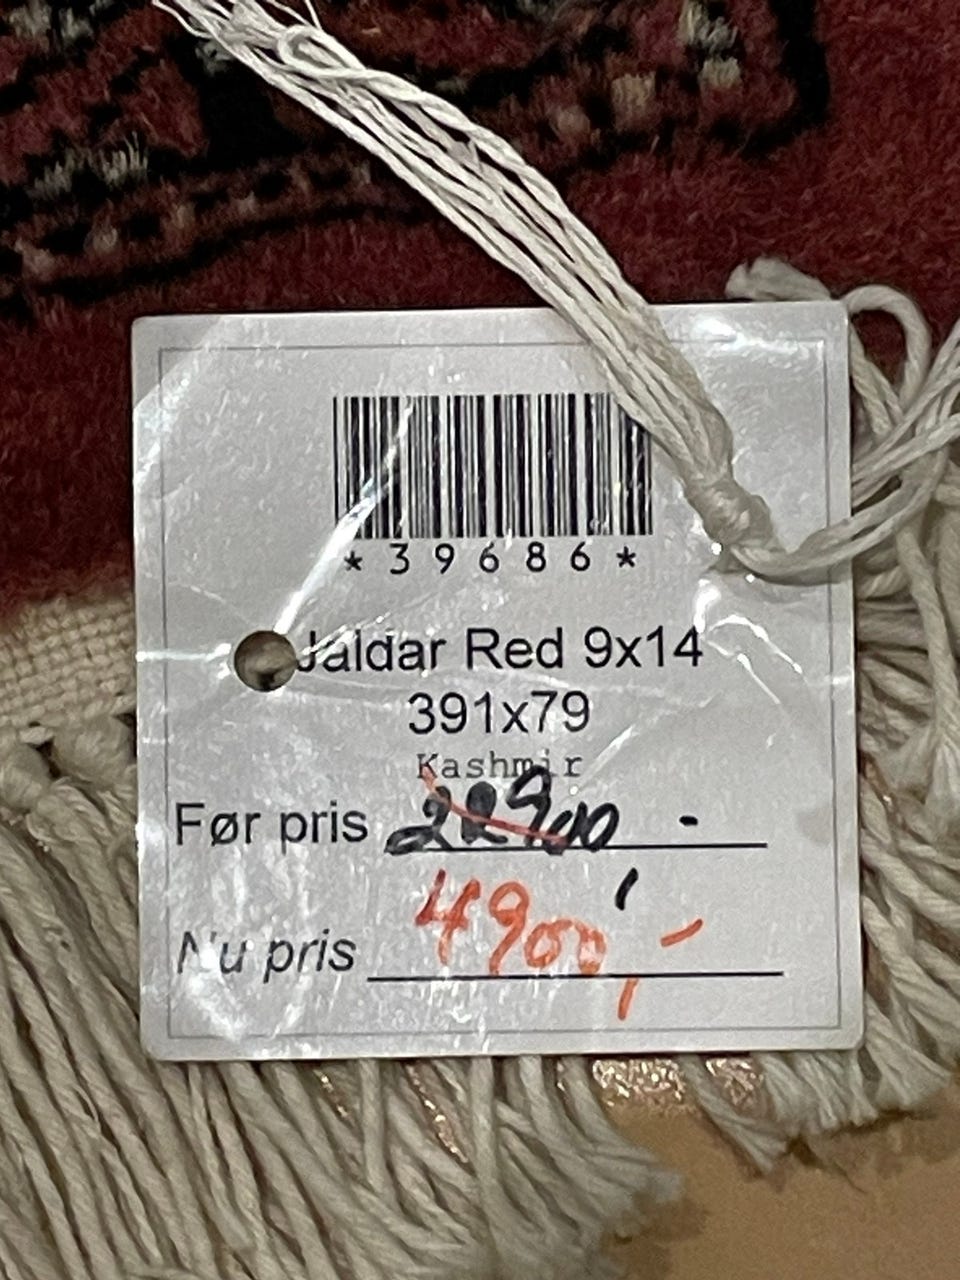 *39686*
Jaldar Red 9x14
391x79
Kashmir
Før pris 22900,-
Nu pris 4900,-